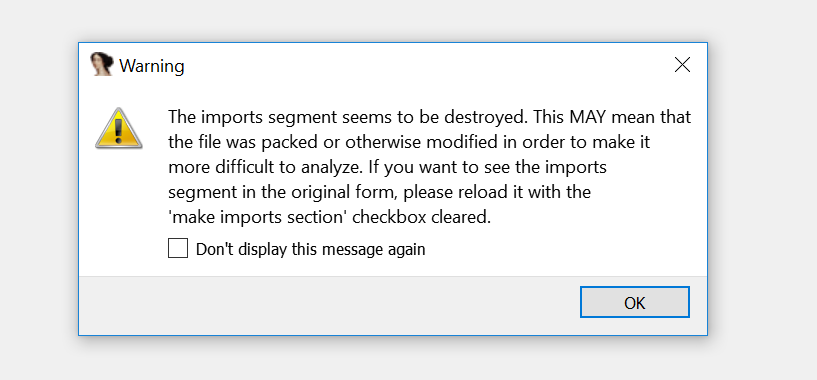 Warning
The imports segment seems to be destroyed. This MAY mean that
the file was packed or otherwise modified in order to make it
more difficult to analyze. If you want to see the imports
segment in the original form, please reload it with the
'make imports section' checkbox cleared.
Don't display this message again
OK